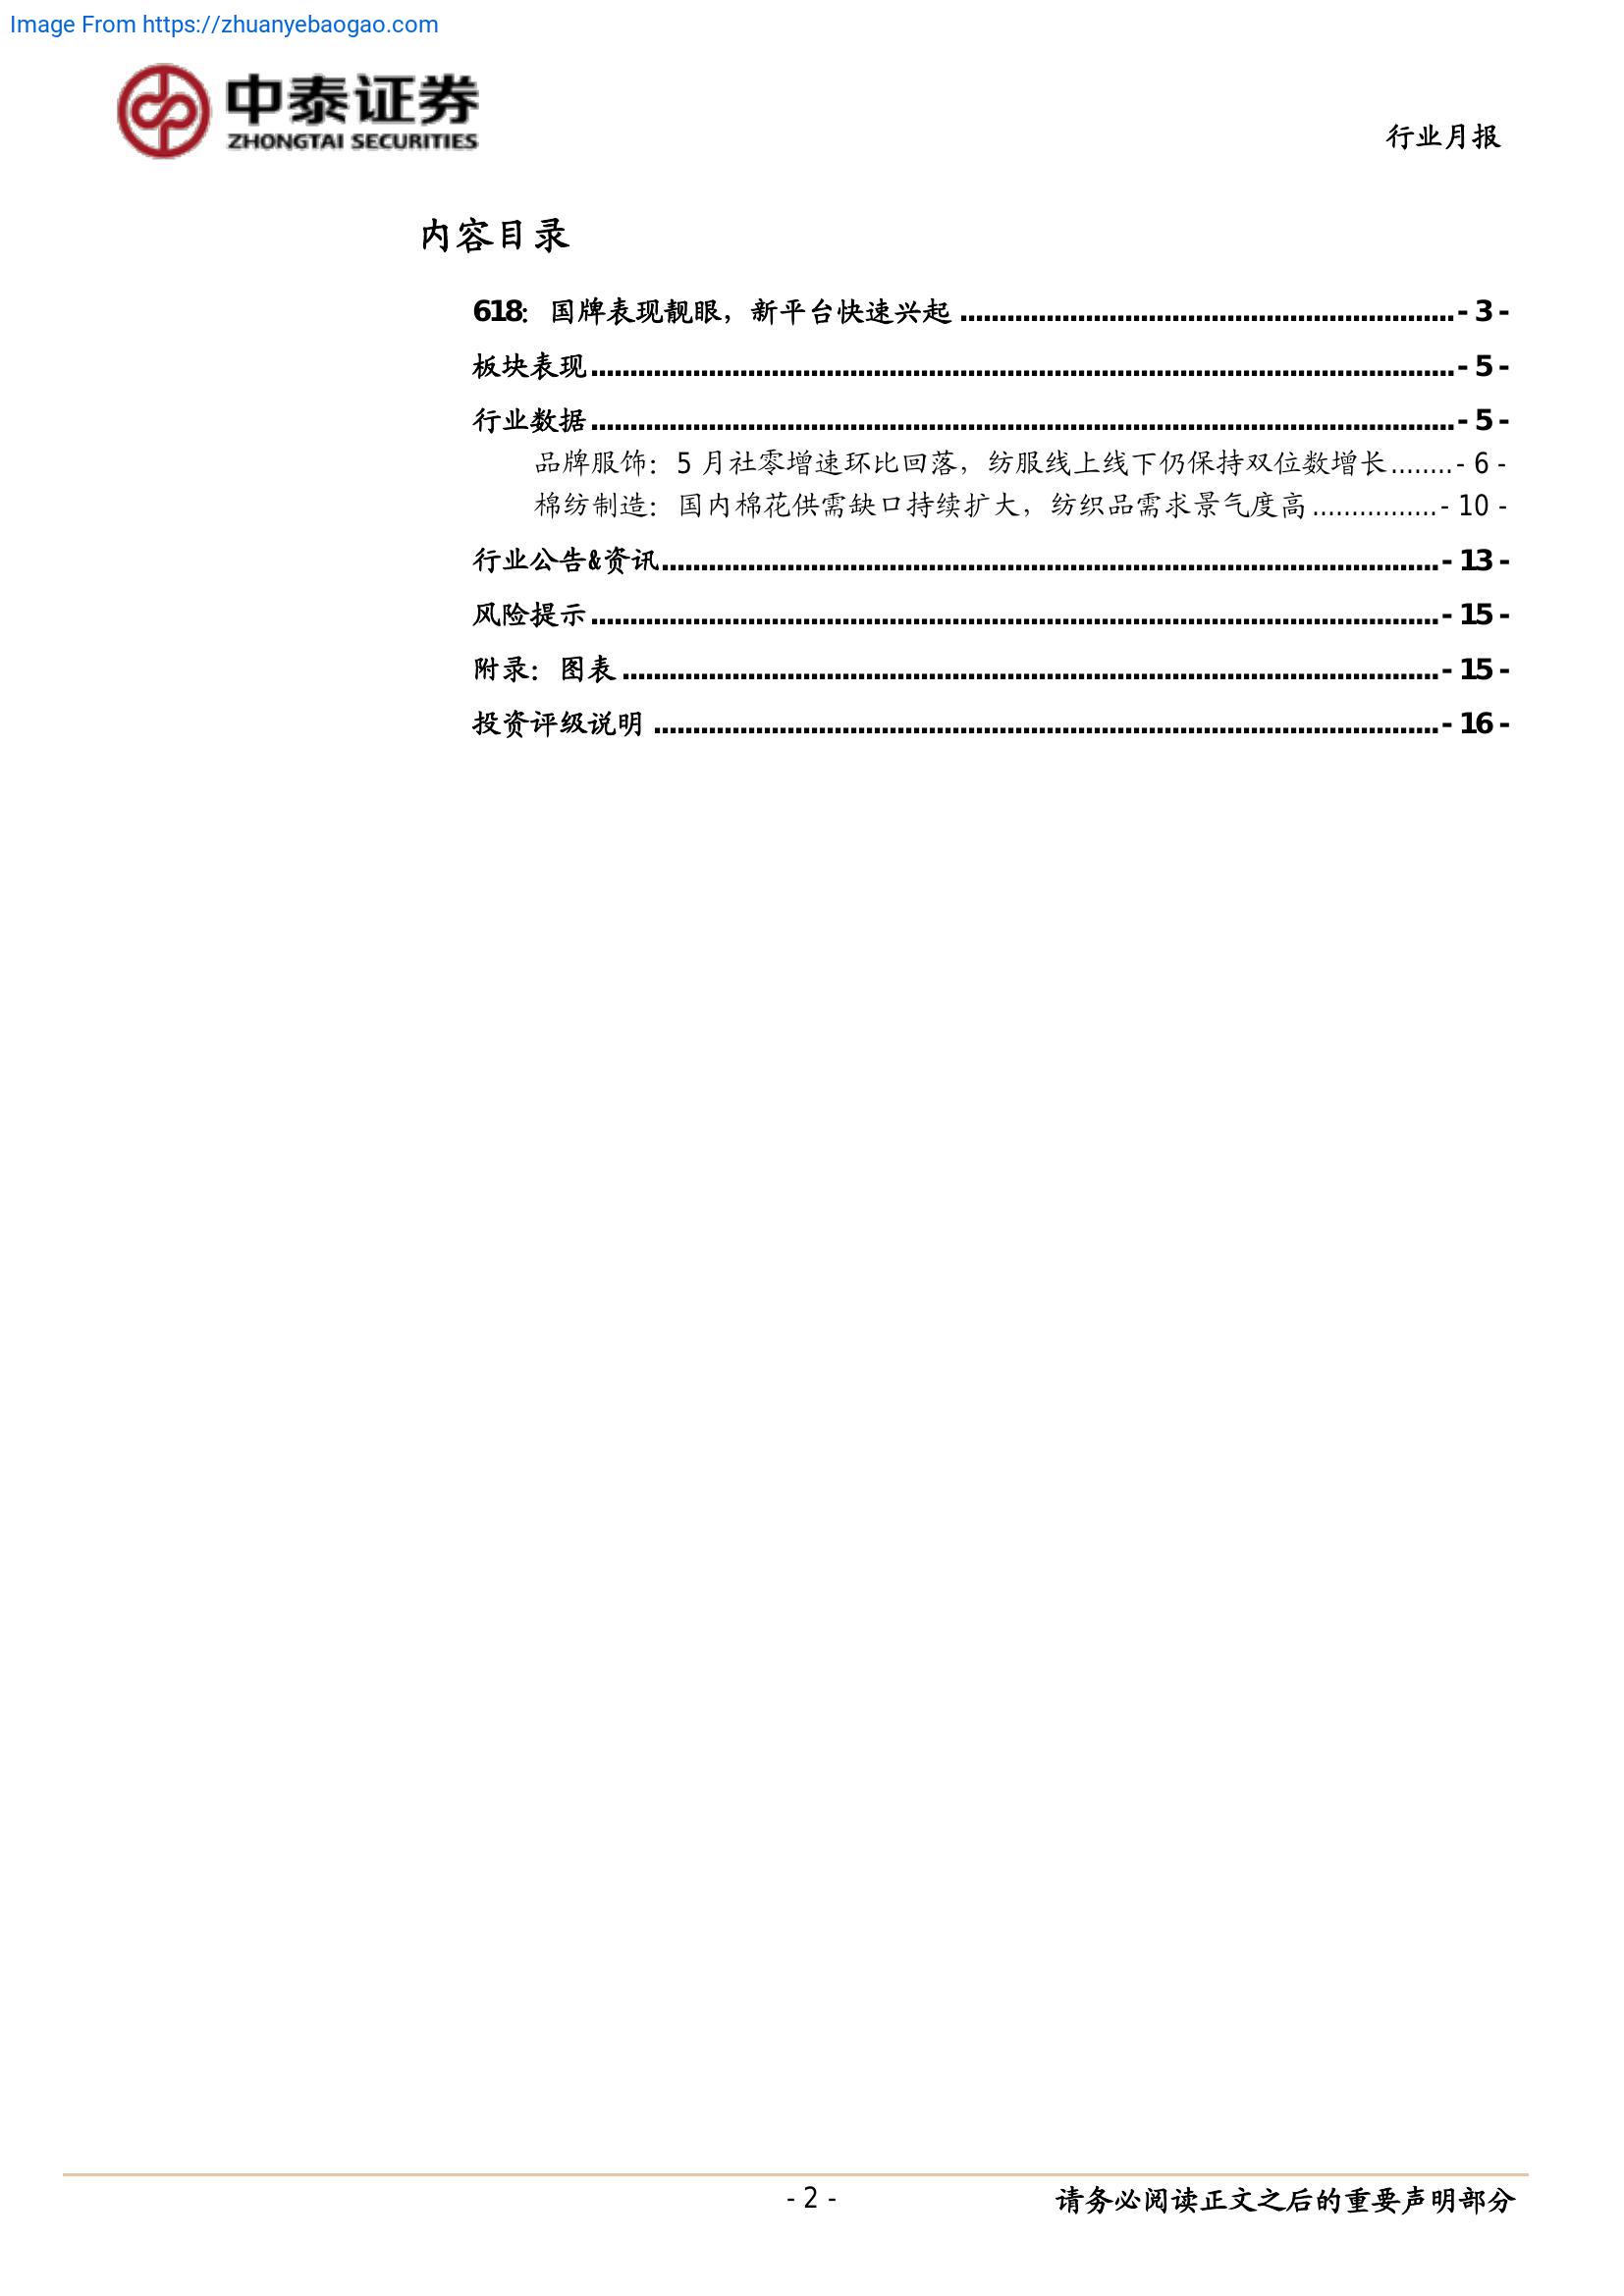 Image From https://zhuanyebaogao.com
中泰证券
ZHONGTAI SECURITIES
行业月报
内容目录
618：国牌表现靓眼，新平台快速兴起 ............................................................... - 3 -
板块表现 .............................................................................................................. - 5 -
行业数据 .............................................................................................................. - 5 -
品牌服饰：5 月社零增速环比回落，纺服线上线下仍保持双位数增长 ........ - 6 -
棉纺制造：国内棉花供需缺口持续扩大，纺织品需求景气度高 ................ - 10 -
行业公告&资讯 ................................................................................................... - 13 -
风险提示 ............................................................................................................ - 15 -
附录：图表 ........................................................................................................ - 15 -
投资评级说明 .................................................................................................... - 16 -
- 2 -
请务必阅读正文之后的重要声明部分